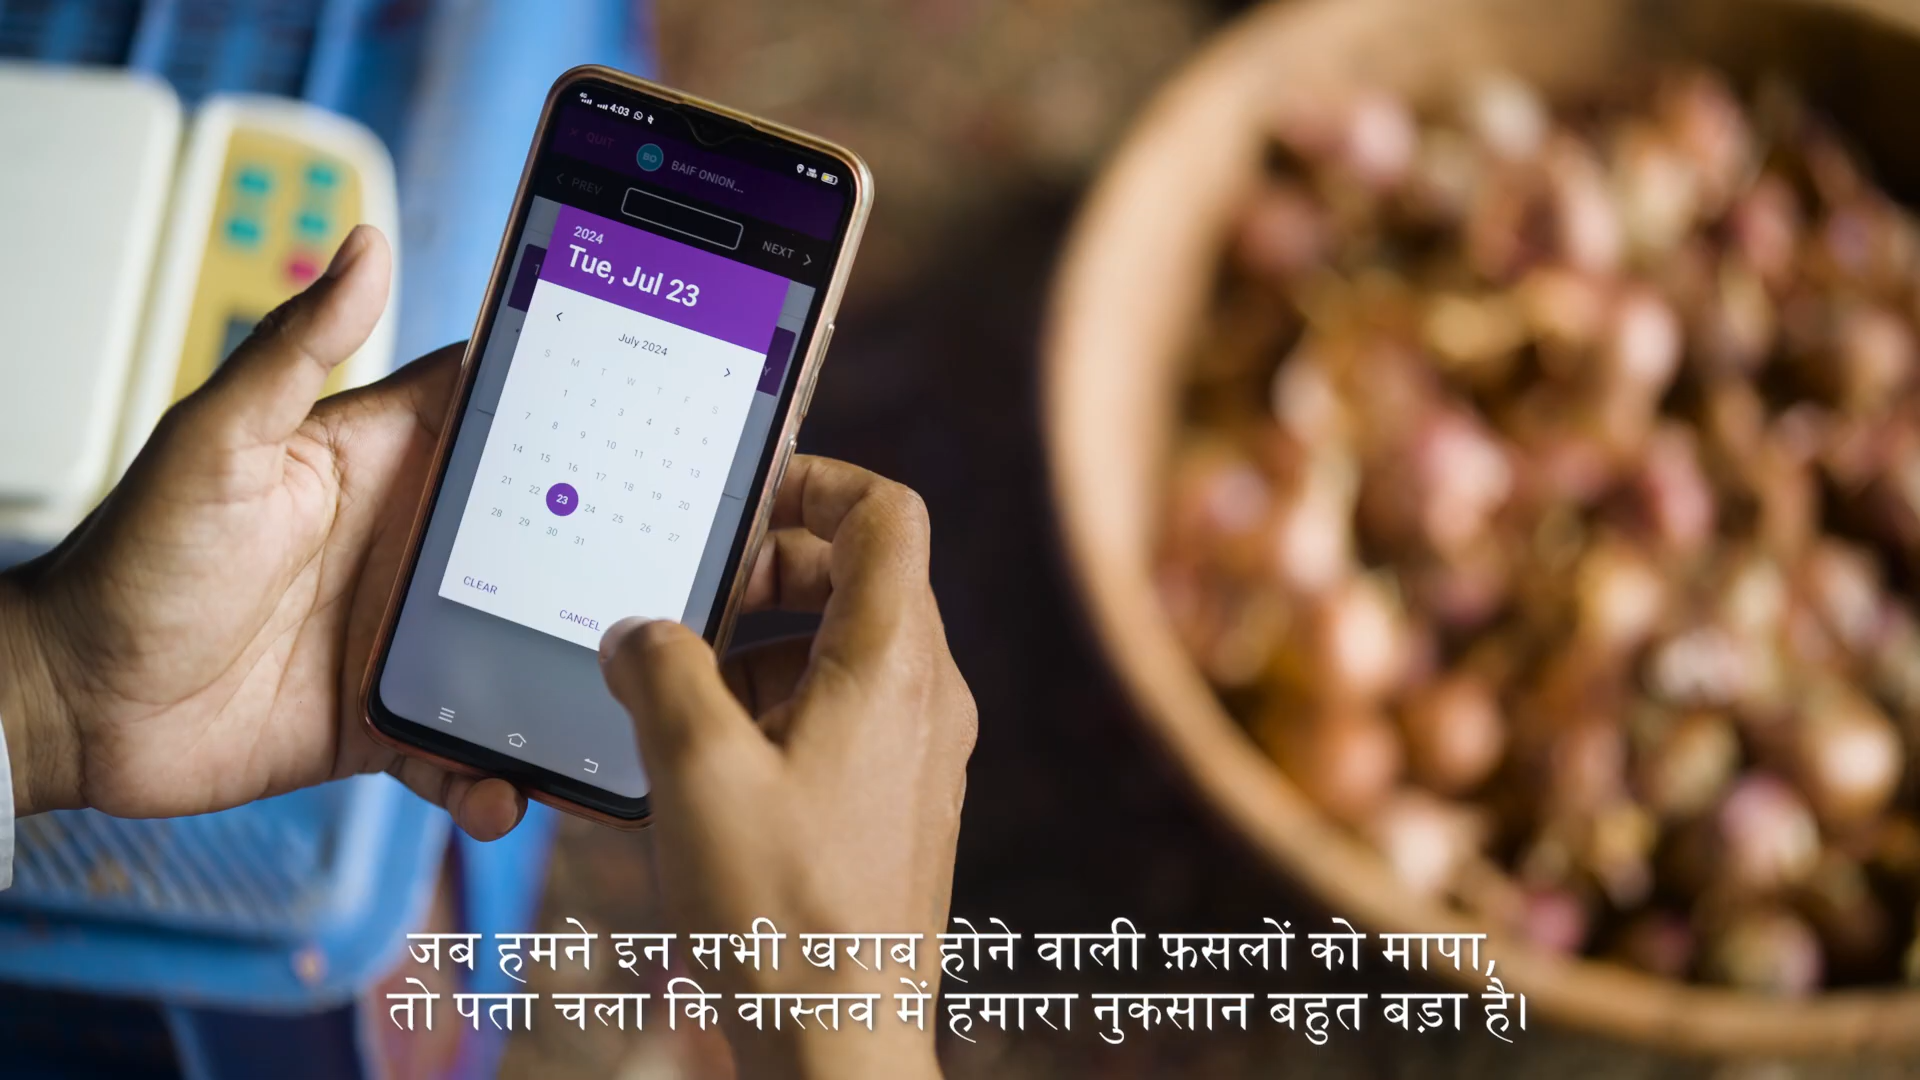 4G 4:03
QUIT
BO BAIF ONION...
PREV
NEXT
2024
Tue, Jul 23
July 2024
S M T W T F S
1 2 3 4 5 6
7 8 9 10 11 12 13
14 15 16 17 18 19 20
21 22 23 24 25 26 27
28 29 30 31
CLEAR
CANCEL
जब हमने इन सभी खराब होने वाली फ़सलों को मापा,
तो पता चला कि वास्तव में हमारा नुकसान बहुत बड़ा है।